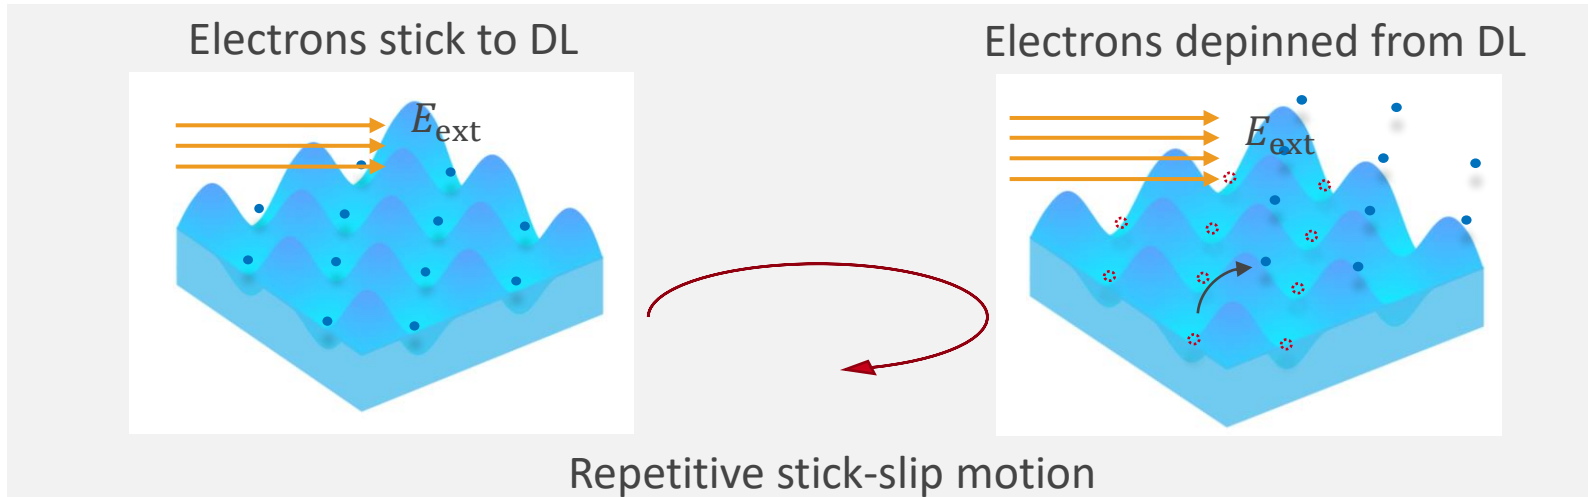 Electrons stick to DL
Electrons depinned from DL
E_ext
E_ext
Repetitive stick-slip motion